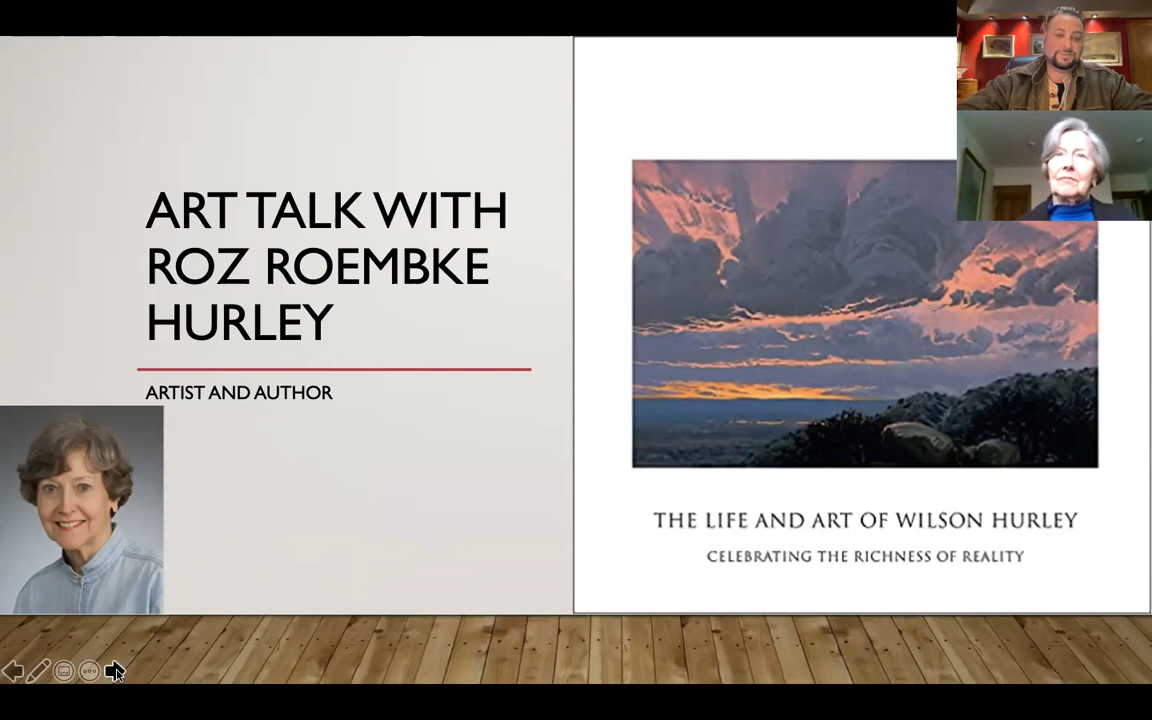 ART TALK WITH
ROZ ROEMBKE
HURLEY
ARTIST AND AUTHOR
THE LIFE AND ART OF WILSON HURLEY
CELEBRATING THE RICHNESS OF REALITY